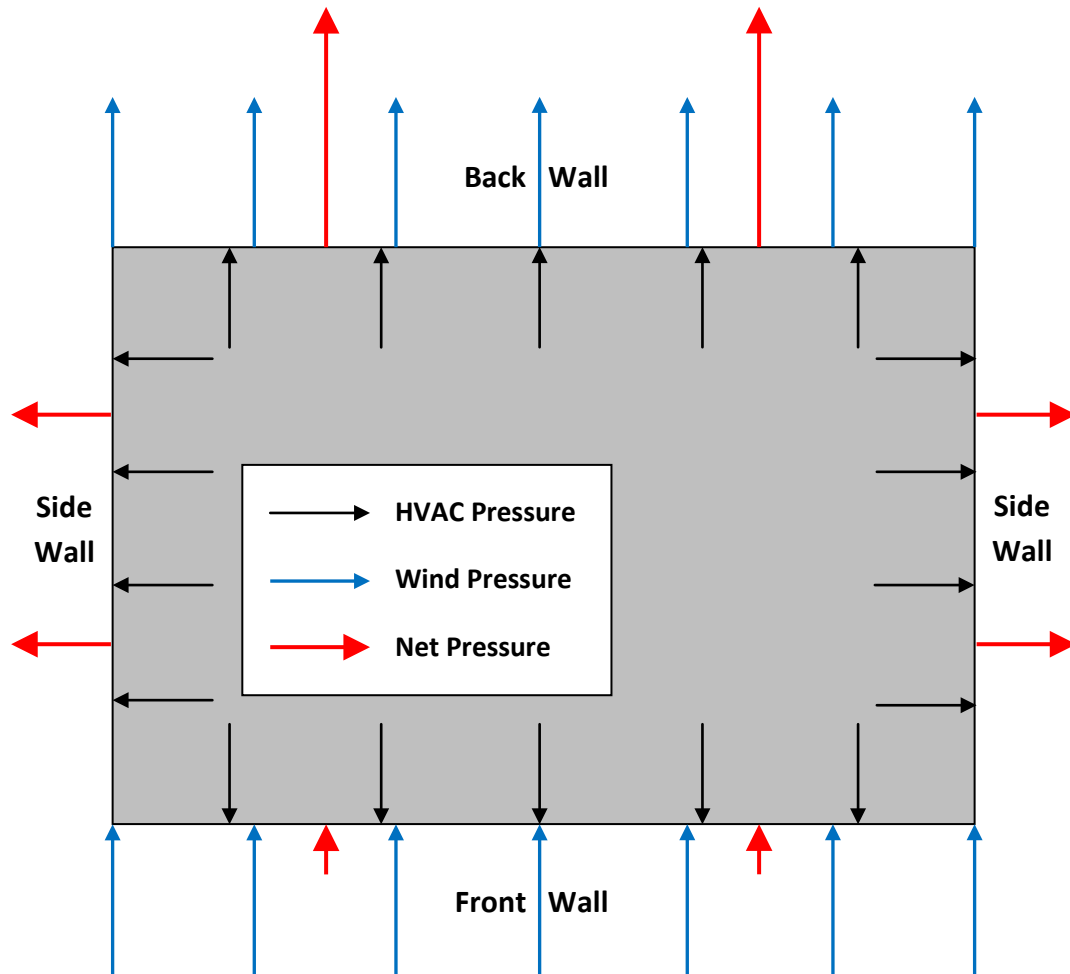 Back Wall
Side
Wall
HVAC Pressure
Wind Pressure
Net Pressure
Side
Wall
Front Wall